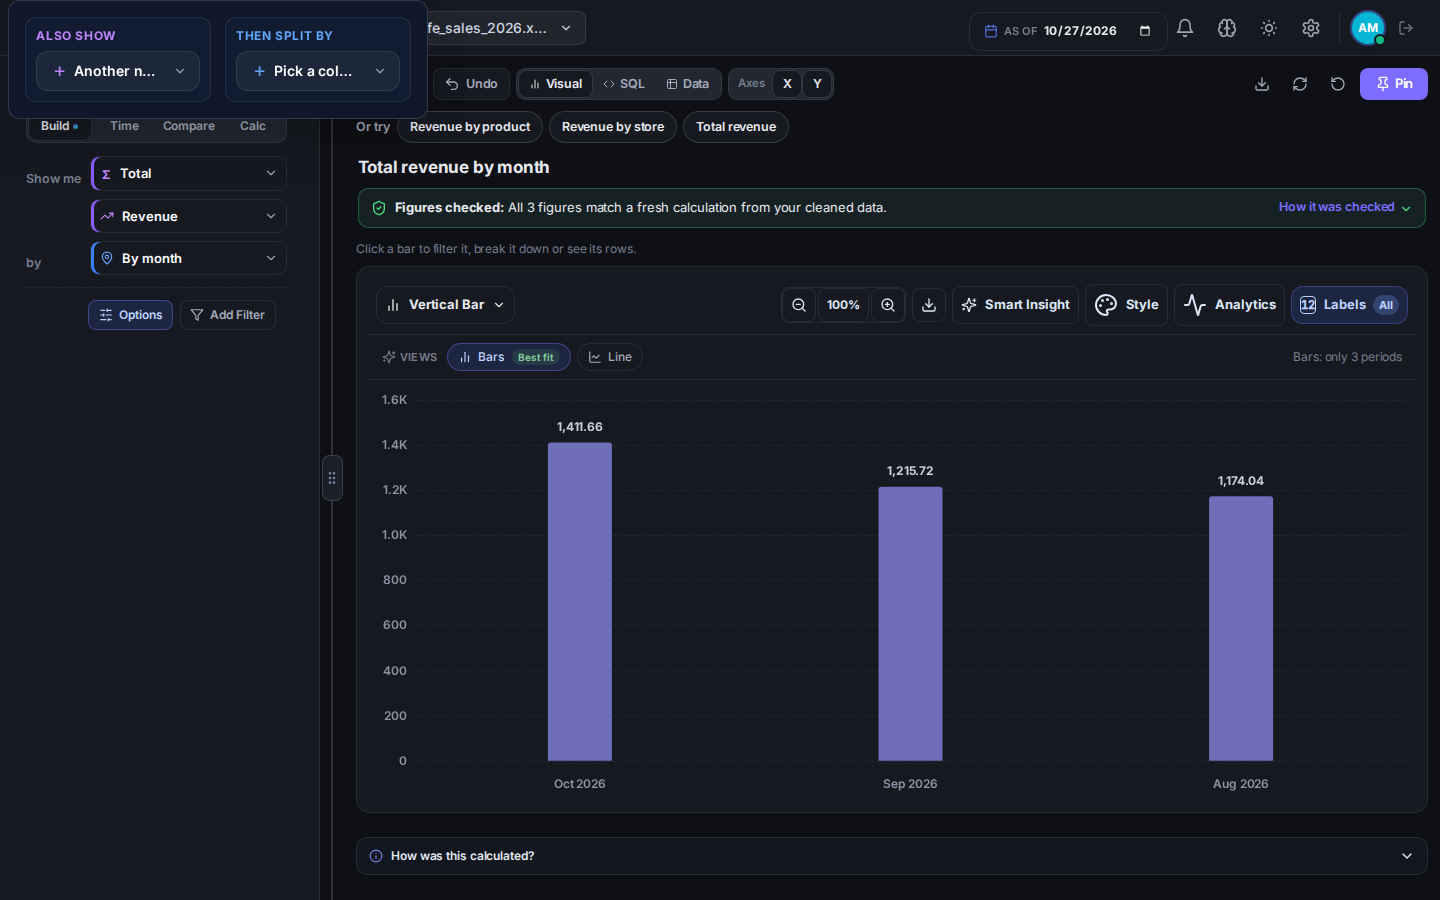 ALSO SHOW
THEN SPLIT BY
Another n...
Pick a col...
fe_sales_2026.x...
AS OF 10/27/2026
AM
Undo
Visual
SQL
Data
Axes
X
Y
Pin
Build
Time
Compare
Calc
Or try
Revenue by product
Revenue by store
Total revenue
Show me
Σ Total
Revenue
by
By month
Options
Add Filter
Total revenue by month
Figures checked: All 3 figures match a fresh calculation from your cleaned data.
How it was checked
Click a bar to filter it, break it down or see its rows.
Vertical Bar
100%
Smart Insight
Style
Analytics
12 Labels All
VIEWS
Bars Best fit
Line
Bars: only 3 periods
1.6K
1.4K
1.2K
1.0K
800
600
400
200
0
1,411.66
1,215.72
1,174.04
Oct 2026
Sep 2026
Aug 2026
How was this calculated?